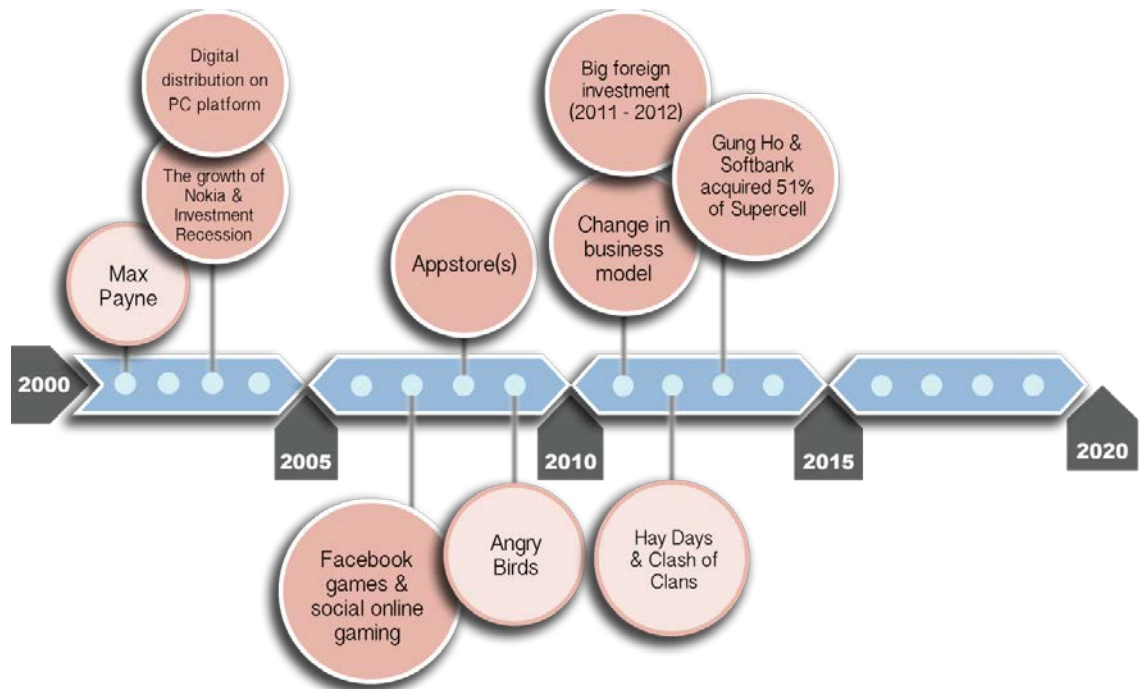 Digital
distribution on
PC platform
The growth of
Nokia &
Investment
Recession
Max
Payne
Appstore(s)
Big foreign
investment
(2011 - 2012)
Change in
business
model
Gung Ho &
Softbank
acquired 51%
of Supercell
2000
2005
2010
2015
2020
Facebook
games &
social online
gaming
Angry
Birds
Hay Days
& Clash of
Clans